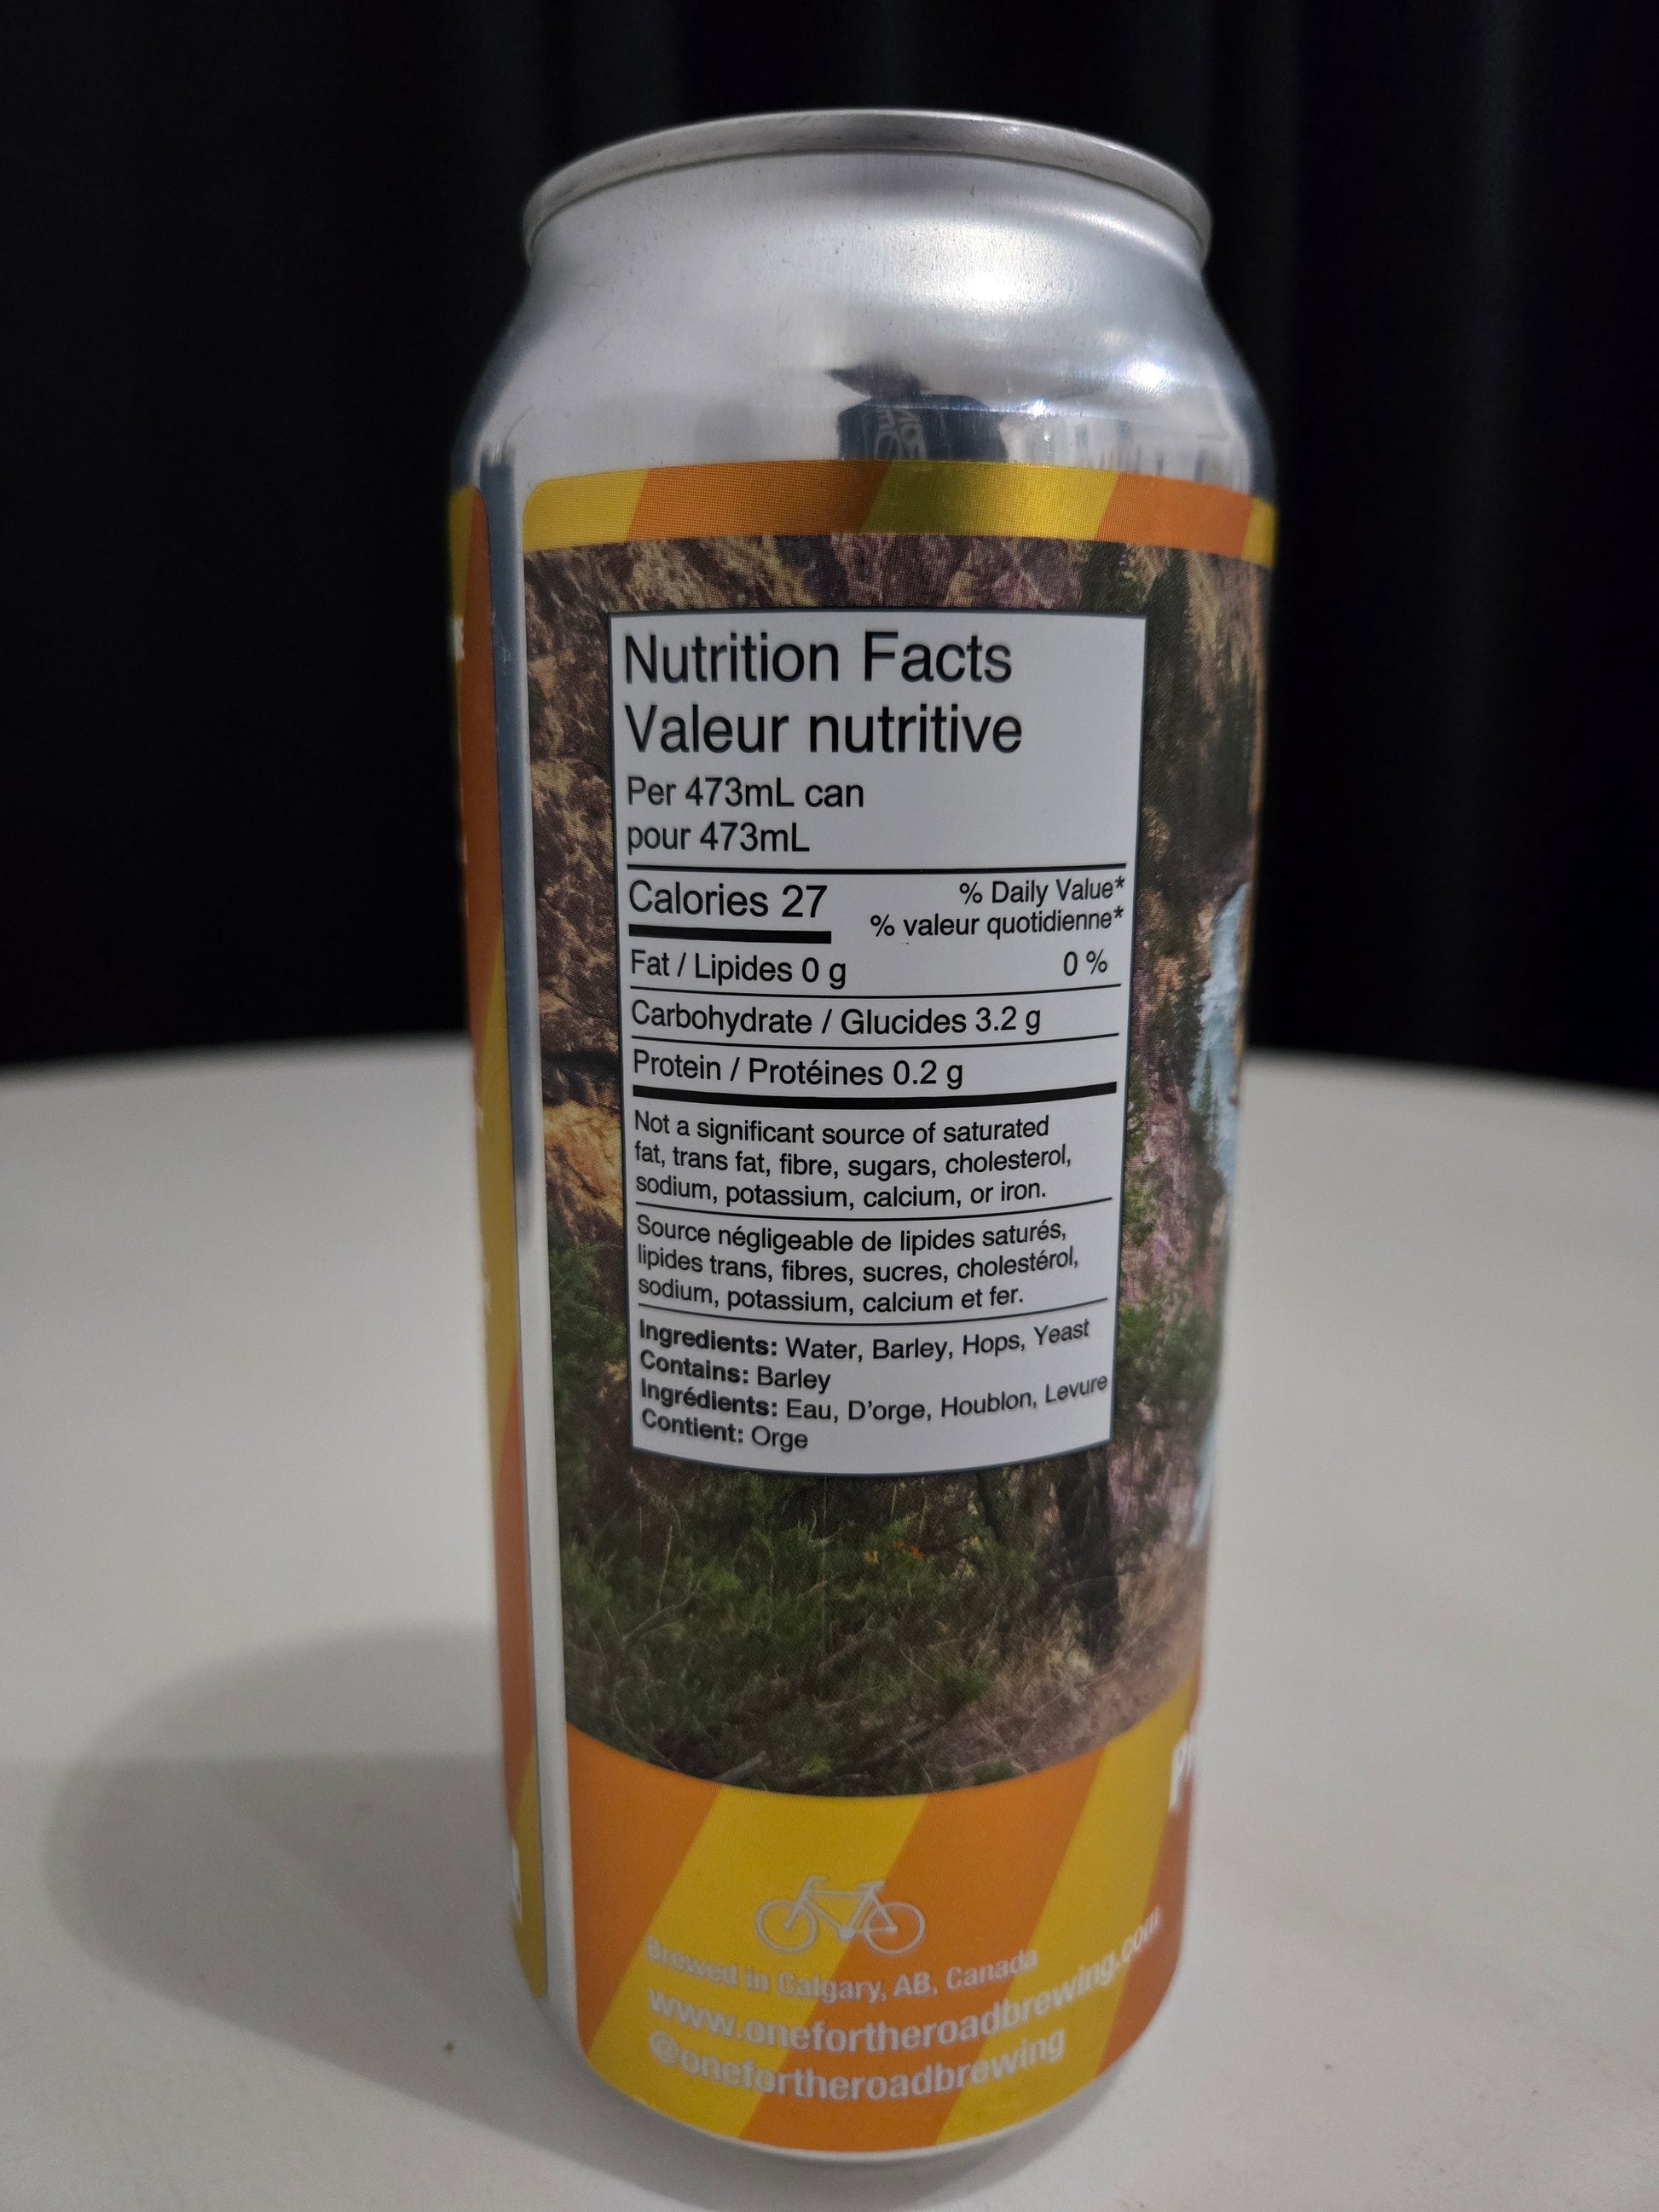 Nutrition Facts
Valeur nutritive
Per 473mL can
pour 473mL
Calories 27
% Daily Value*
% valeur quotidienne*
Fat / Lipides 0 g 0 %
Carbohydrate / Glucides 3.2 g
Protein / Protéines 0.2 g
Not a significant source of saturated
fat, trans fat, fibre, sugars, cholesterol,
sodium, potassium, calcium, or iron.
Source négligeable de lipides saturés,
lipides trans, fibres, sucres, cholestérol,
sodium, potassium, calcium et fer.
Ingredients: Water, Barley, Hops, Yeast
Contains: Barley
Ingrédients: Eau, D'orge, Houblon, Levure
Contient: Orge
Brewed in Calgary, AB, Canada
www.onefortheroadbrewing.com
@onefortheroadbrewing